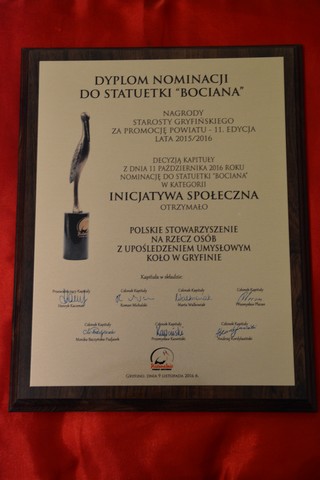 DYPLOM NOMINACJI
DO STATUETKI "BOCIANA"
NAGRODY
STAROSTY GRYFIŃSKIEGO
ZA PROMOCJĘ POWIATU - 11. EDYCJA
LATA 2015/2016
DECYZJĄ KAPITUŁY
Z DNIA 11 PAŹDZIERNIKA 2016 ROKU
NOMINACJĘ DO STATUETKI "BOCIANA"
W KATEGORII
INICJATYWA SPOŁECZNA
OTRZYMAŁO
POLSKIE STOWARZYSZENIE
NA RZECZ OSÓB
Z UPOŚLEDZENIEM UMYSŁOWYM
KOŁO W GRYFINIE
Kapituła w składzie:
Przewodniczący Kapituły
Członek Kapituły
Członek Kapituły
Członek Kapituły
Członek Kapituły
Członek Kapituły
Członek Kapituły
GRYFINO, DNIA 9 LISTOPADA 2016 R.